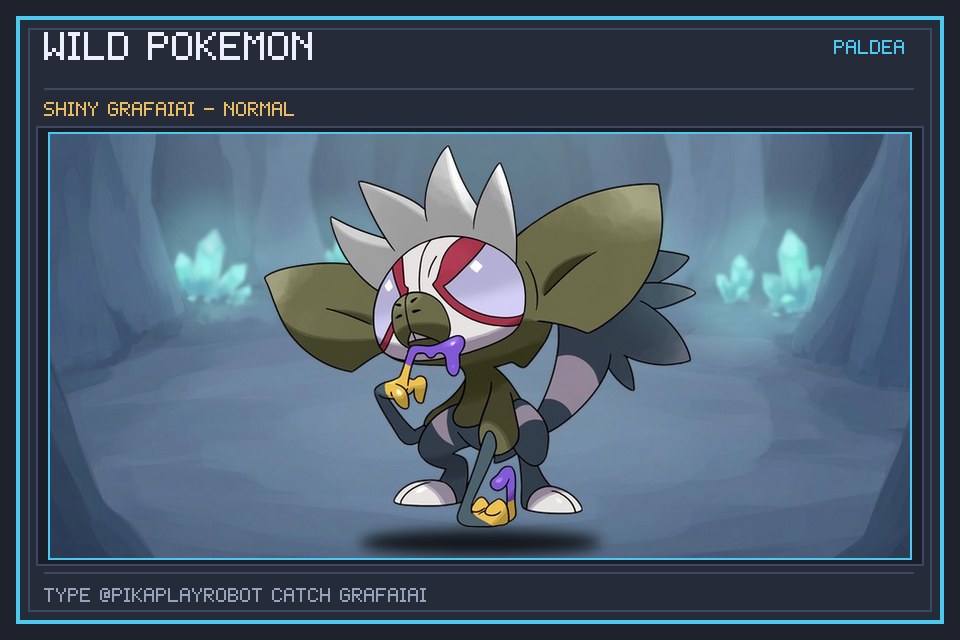 WILD POKEMON
PALDEA
SHINY GRAFAIAI - NORMAL
TYPE @PIKAPLAYROBOT CATCH GRAFAIAI